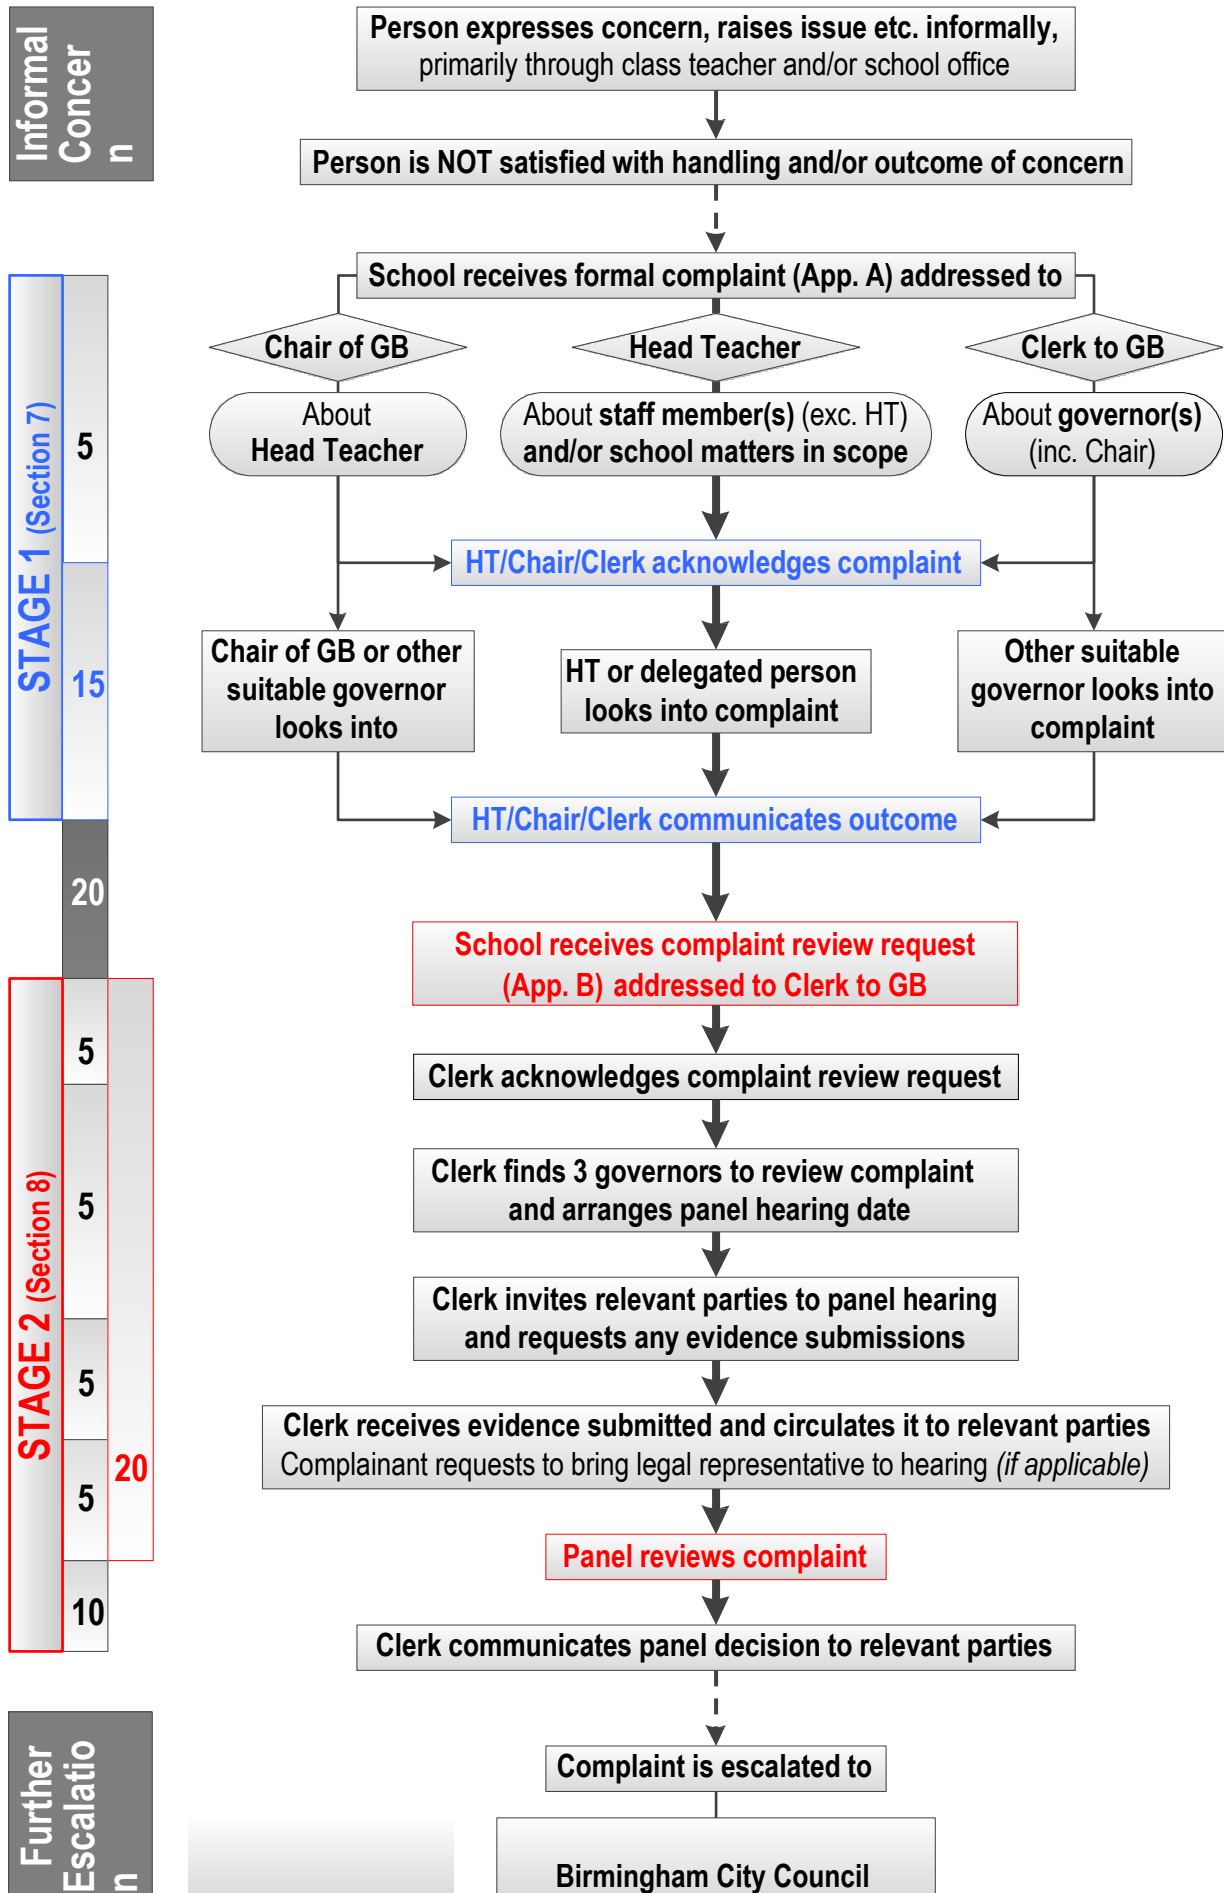 Informal
Concer
n
Person expresses concern, raises issue etc. informally,
primarily through class teacher and/or school office
Person is NOT satisfied with handling and/or outcome of concern
School receives formal complaint (App. A) addressed to
Chair of GB
Head Teacher
Clerk to GB
About
Head Teacher
About staff member(s) (exc. HT)
and/or school matters in scope
About governor(s)
(inc. Chair)
STAGE 1 (Section 7)
5
15
HT/Chair/Clerk acknowledges complaint
Chair of GB or other
suitable governor
looks into
HT or delegated person
looks into complaint
Other suitable
governor looks into
complaint
HT/Chair/Clerk communicates outcome
20
School receives complaint review request
(App. B) addressed to Clerk to GB
STAGE 2 (Section 8)
5
5
5
5
10
20
Clerk acknowledges complaint review request
Clerk finds 3 governors to review complaint
and arranges panel hearing date
Clerk invites relevant parties to panel hearing
and requests any evidence submissions
Clerk receives evidence submitted and circulates it to relevant parties
Complainant requests to bring legal representative to hearing (if applicable)
Panel reviews complaint
Clerk communicates panel decision to relevant parties
Further
Escalatio
n
Complaint is escalated to
Birmingham City Council